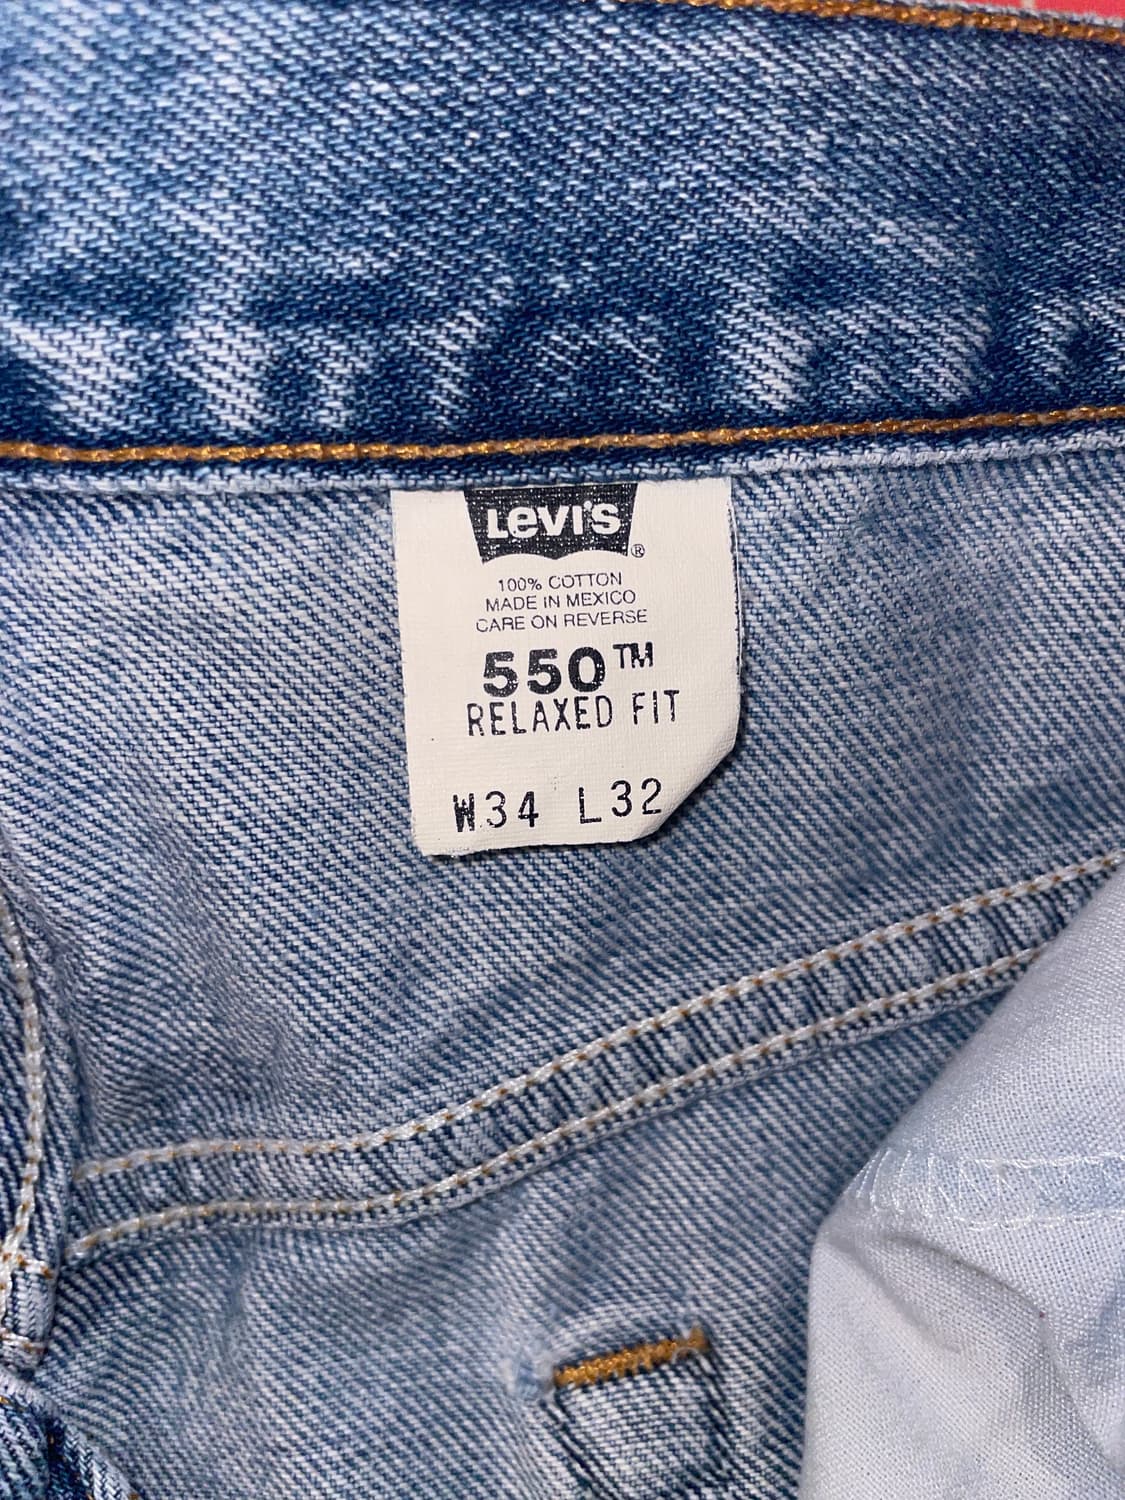 LEVI'S ®
100% COTTON
MADE IN MEXICO
CARE ON REVERSE
550™
RELAXED FIT
W34 L32